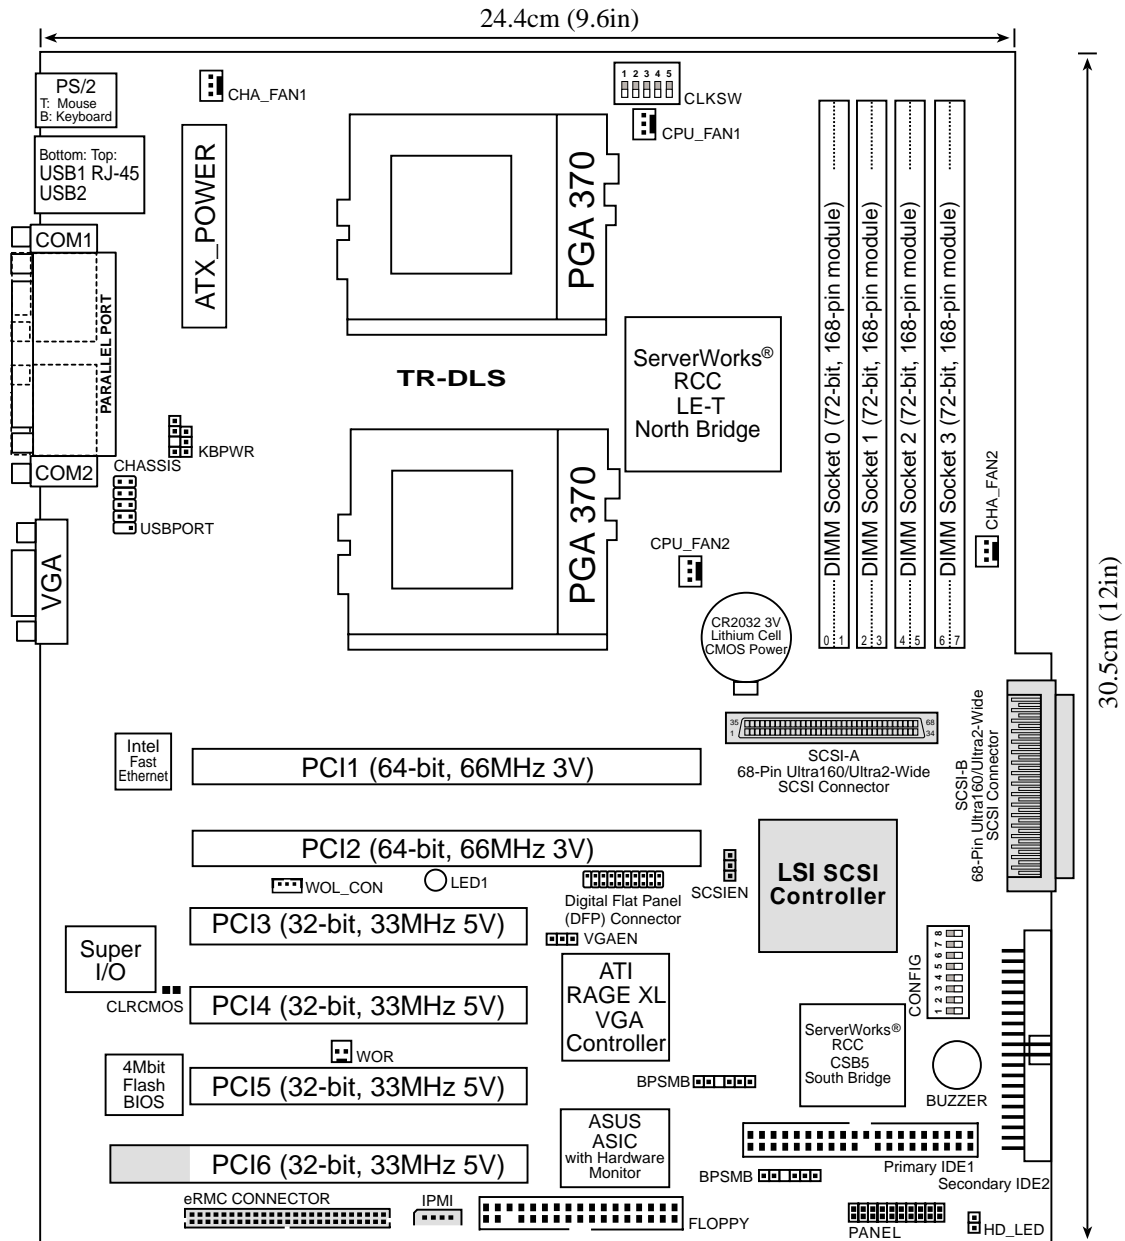 24.4cm (9.6in)
PS/2
T: Mouse
B: Keyboard
CHA_FAN1
1 2 3 4 5
CLKSW
CPU_FAN1
Bottom: Top:
USB1 RJ-45
USB2
ATX_POWER
PGA 370
COM1
PARALLEL PORT
COM2
TR-DLS
ServerWorks®
RCC
LE-T
North Bridge
DIMM Socket 0 (72-bit, 168-pin module)
DIMM Socket 1 (72-bit, 168-pin module)
DIMM Socket 2 (72-bit, 168-pin module)
DIMM Socket 3 (72-bit, 168-pin module)
0 1
2 3
4 5
6 7
CHA_FAN2
30.5cm (12in)
KBPWR
CHASSIS
USBPORT
VGA
PGA 370
CPU_FAN2
CR2032 3V
Lithium Cell
CMOS Power
35 68
1 34
SCSI-A
68-Pin Ultra160/Ultra2-Wide
SCSI Connector
SCSI-B
68-Pin Ultra160/Ultra2-Wide
SCSI Connector
Intel
Fast
Ethernet
PCI1 (64-bit, 66MHz 3V)
PCI2 (64-bit, 66MHz 3V)
WOL_CON
LED1
Digital Flat Panel
(DFP) Connector
SCSIEN
LSI SCSI
Controller
PCI3 (32-bit, 33MHz 5V)
VGAEN
Super
I/O
CLRCMOS
PCI4 (32-bit, 33MHz 5V)
ATI
RAGE XL
VGA
Controller
CONFIG
1 2 3 4 5 6 7 8
ServerWorks®
RCC
CSB5
South Bridge
BUZZER
WOR
4Mbit
Flash
BIOS
PCI5 (32-bit, 33MHz 5V)
BPSMB
ASUS
ASIC
with Hardware
Monitor
PCI6 (32-bit, 33MHz 5V)
Primary IDE1
Secondary IDE2
BPSMB
eRMC CONNECTOR
IPMI
FLOPPY
PANEL
HD_LED